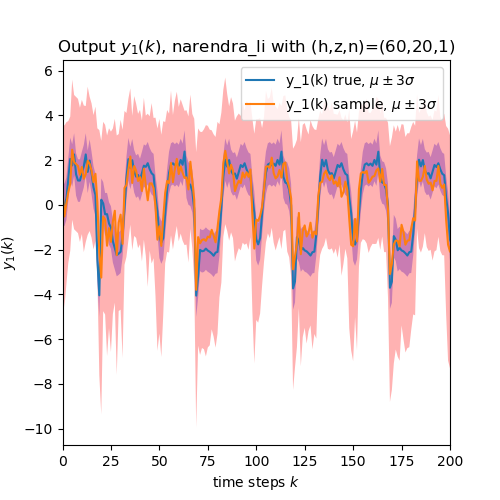 Output y₁(k), narendra_li with (h,z,n)=(60,20,1)
y_1(k) true, μ ± 3σ
y_1(k) sample, μ ± 3σ
6
4
2
0
−2
−4
−6
−8
−10
y₁(k)
0 25 50 75 100 125 150 175 200
time steps k